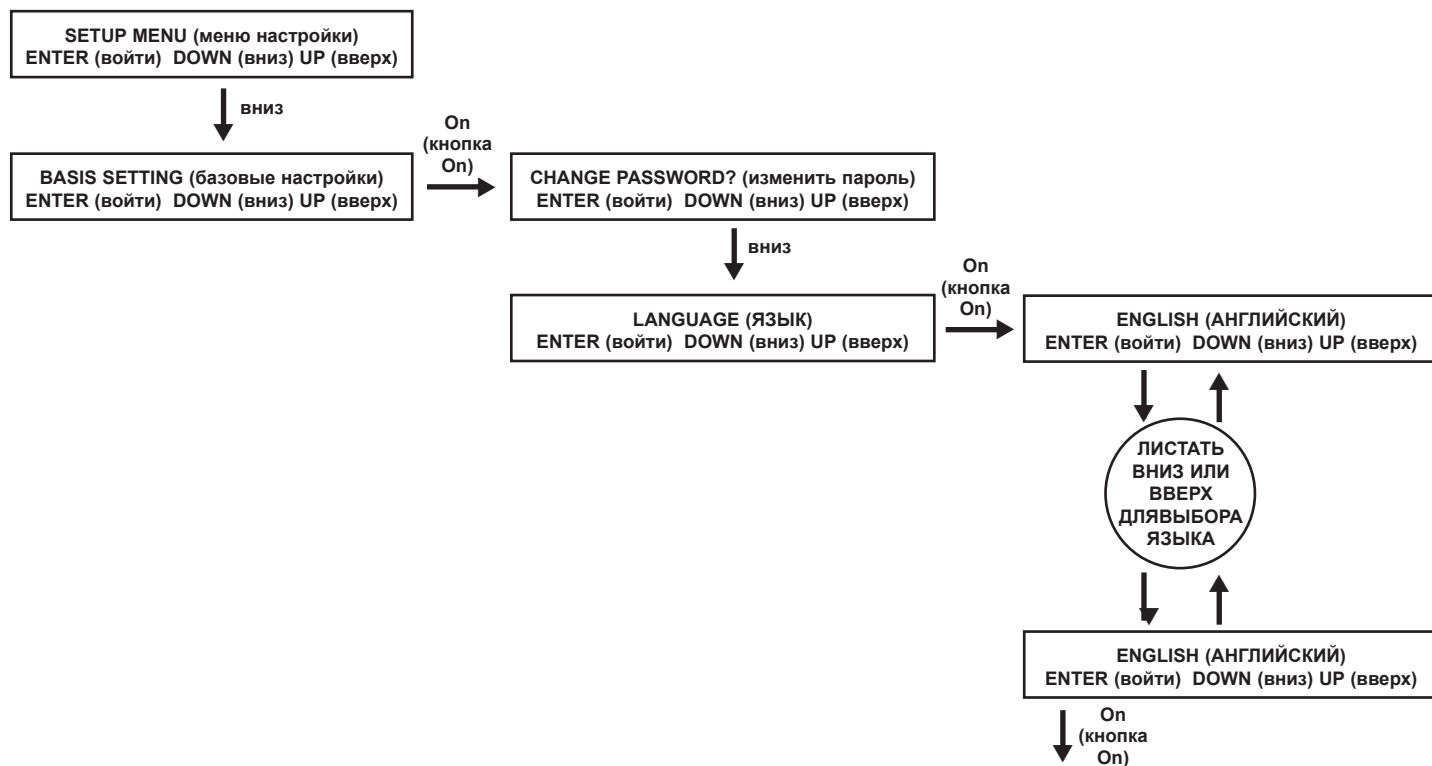 SETUP MENU (меню настройки)
ENTER (войти) DOWN (вниз) UP (вверх)
вниз
BASIS SETTING (базовые настройки)
ENTER (войти) DOWN (вниз) UP (вверх)
On
(кнопка
On)
CHANGE PASSWORD? (изменить пароль)
ENTER (войти) DOWN (вниз) UP (вверх)
вниз
LANGUAGE (ЯЗЫК)
ENTER (войти) DOWN (вниз) UP (вверх)
On
(кнопка
On)
ENGLISH (АНГЛИЙСКИЙ)
ENTER (войти) DOWN (вниз) UP (вверх)
ЛИСТАТЬ
ВНИЗ ИЛИ
ВВЕРХ
ДЛЯВЫБОРА
ЯЗЫКА
ENGLISH (АНГЛИЙСКИЙ)
ENTER (войти) DOWN (вниз) UP (вверх)
On
(кнопка
On)